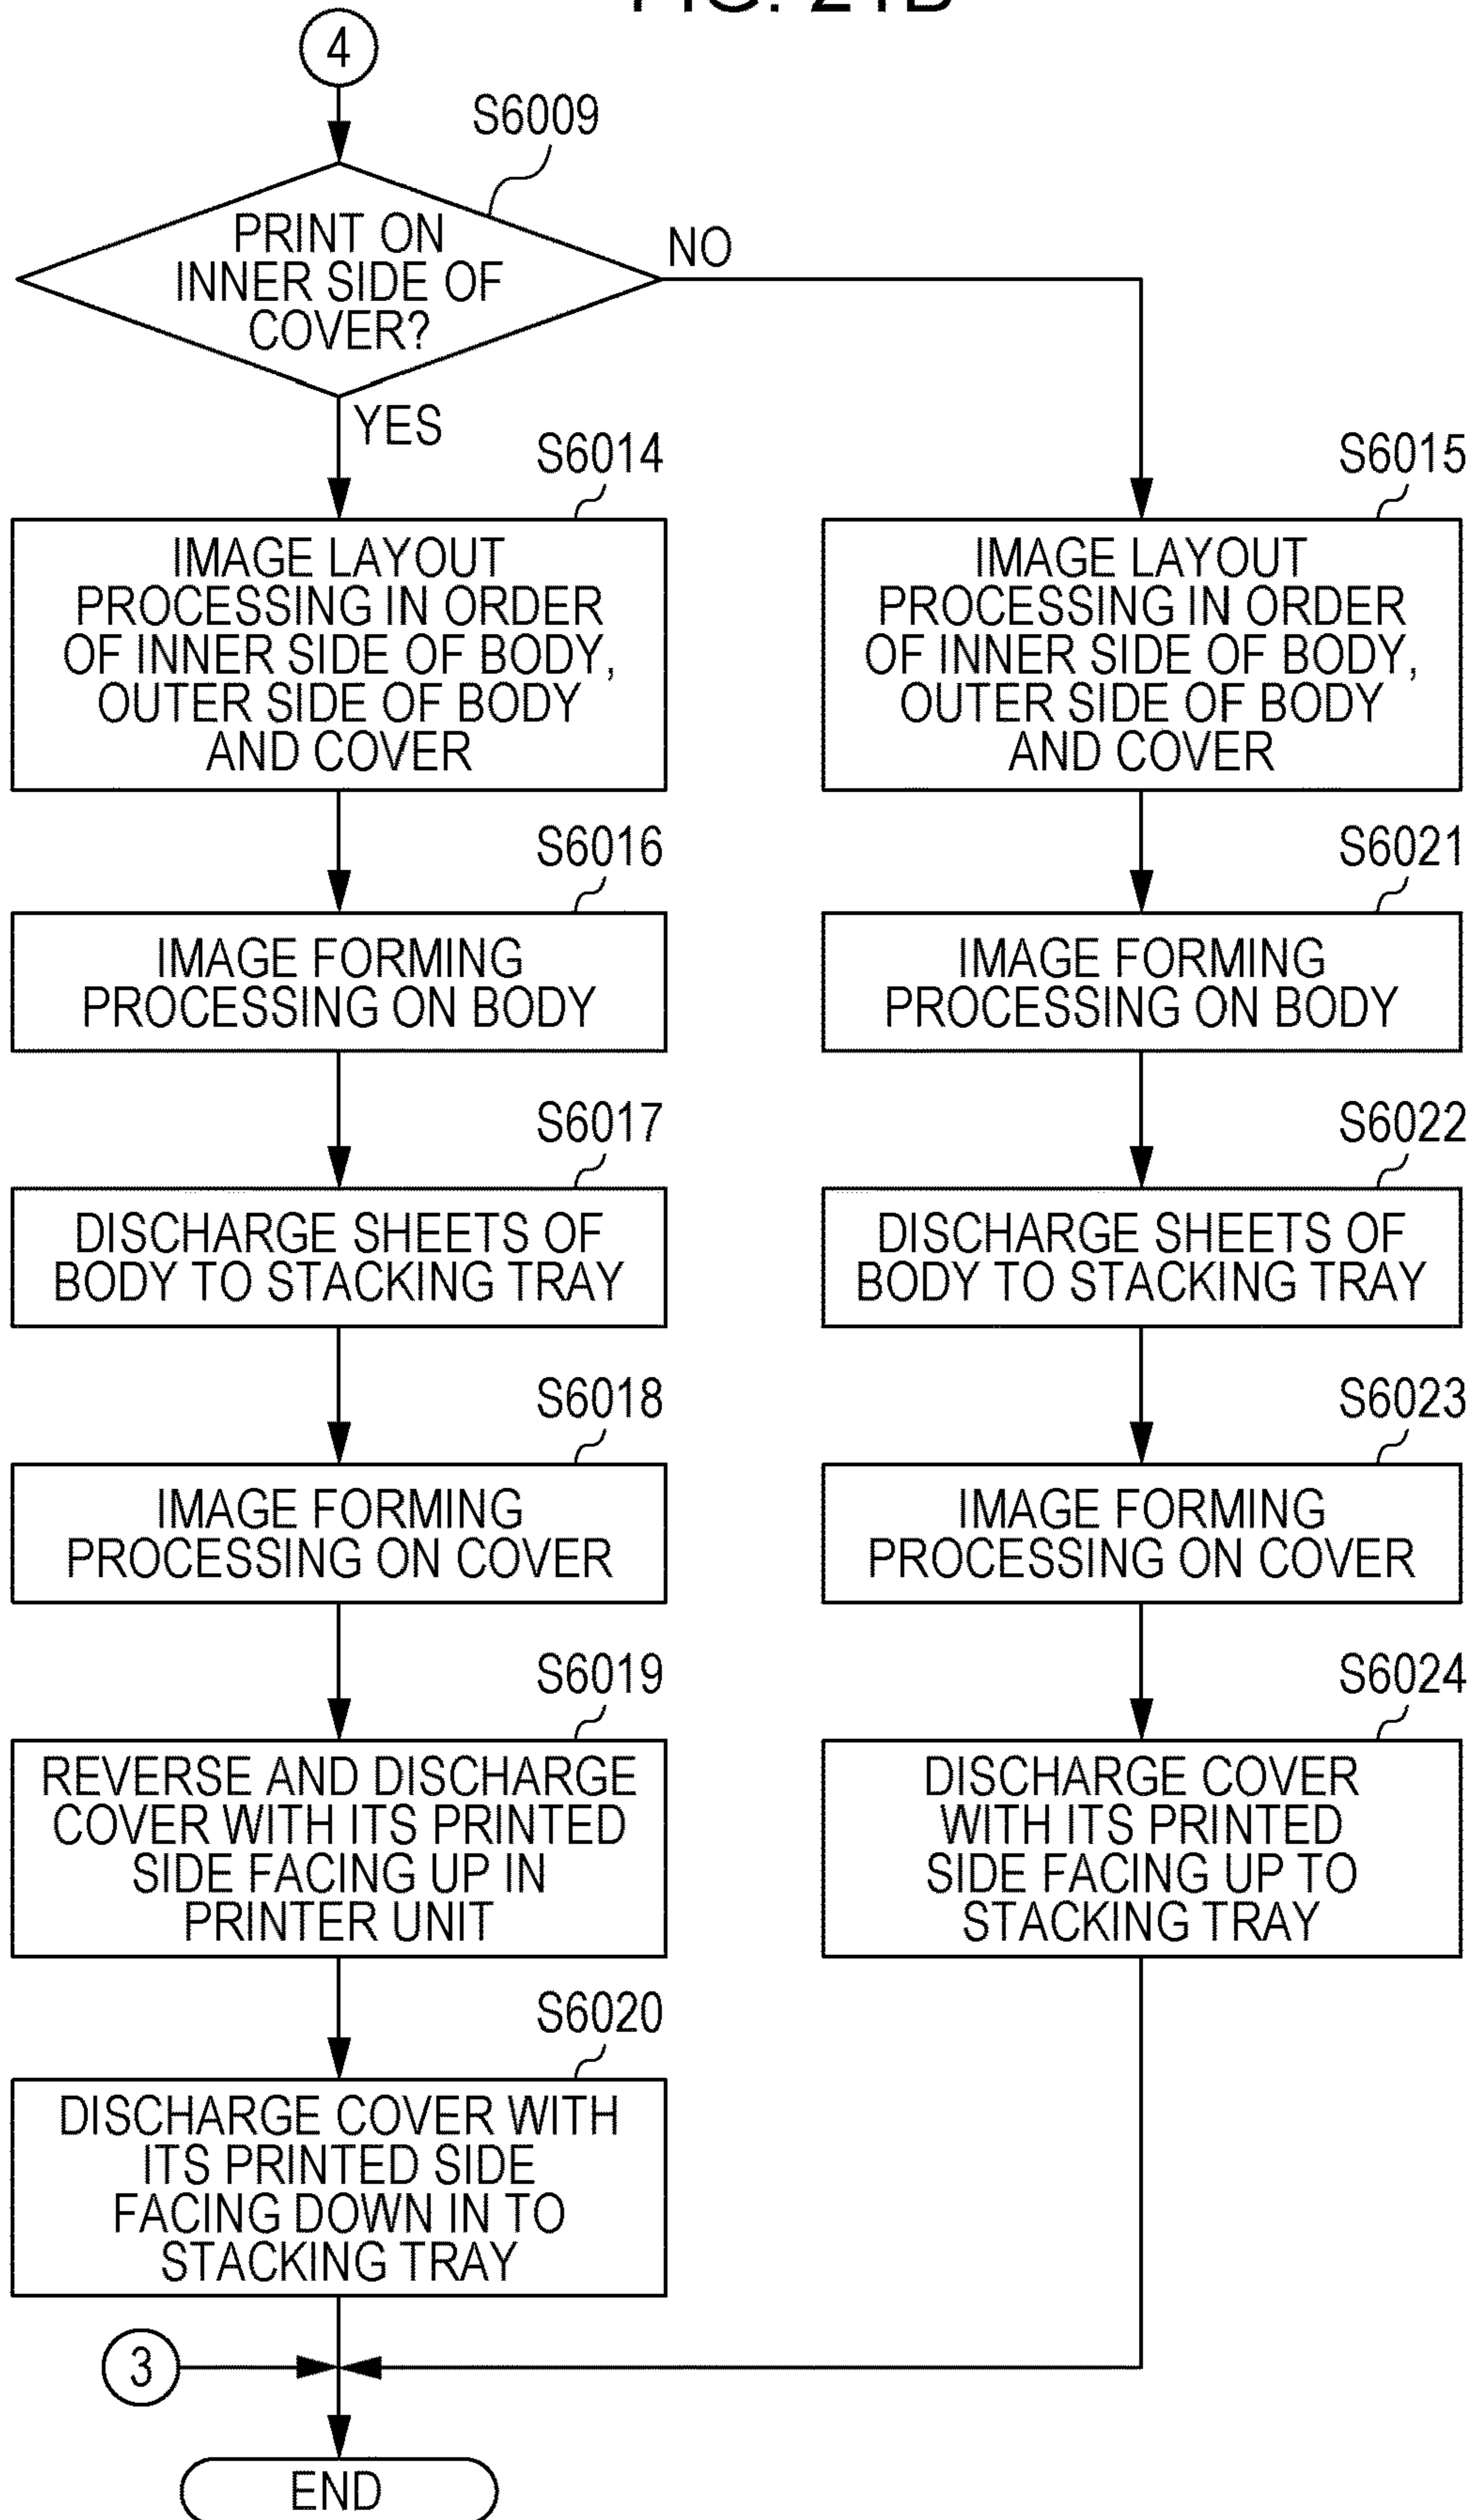 FIG. 21B
4
S6009
PRINT ON
INNER SIDE OF
COVER?
NO
YES
S6014
IMAGE LAYOUT
PROCESSING IN ORDER
OF INNER SIDE OF BODY,
OUTER SIDE OF BODY
AND COVER
S6015
IMAGE LAYOUT
PROCESSING IN ORDER
OF INNER SIDE OF BODY,
OUTER SIDE OF BODY
AND COVER
S6016
IMAGE FORMING
PROCESSING ON BODY
S6021
IMAGE FORMING
PROCESSING ON BODY
S6017
DISCHARGE SHEETS OF
BODY TO STACKING TRAY
S6022
DISCHARGE SHEETS OF
BODY TO STACKING TRAY
S6018
IMAGE FORMING
PROCESSING ON COVER
S6023
IMAGE FORMING
PROCESSING ON COVER
S6019
REVERSE AND DISCHARGE
COVER WITH ITS PRINTED
SIDE FACING UP IN
PRINTER UNIT
S6024
DISCHARGE COVER
WITH ITS PRINTED
SIDE FACING UP TO
STACKING TRAY
S6020
DISCHARGE COVER WITH
ITS PRINTED SIDE
FACING DOWN IN TO
STACKING TRAY
3
END